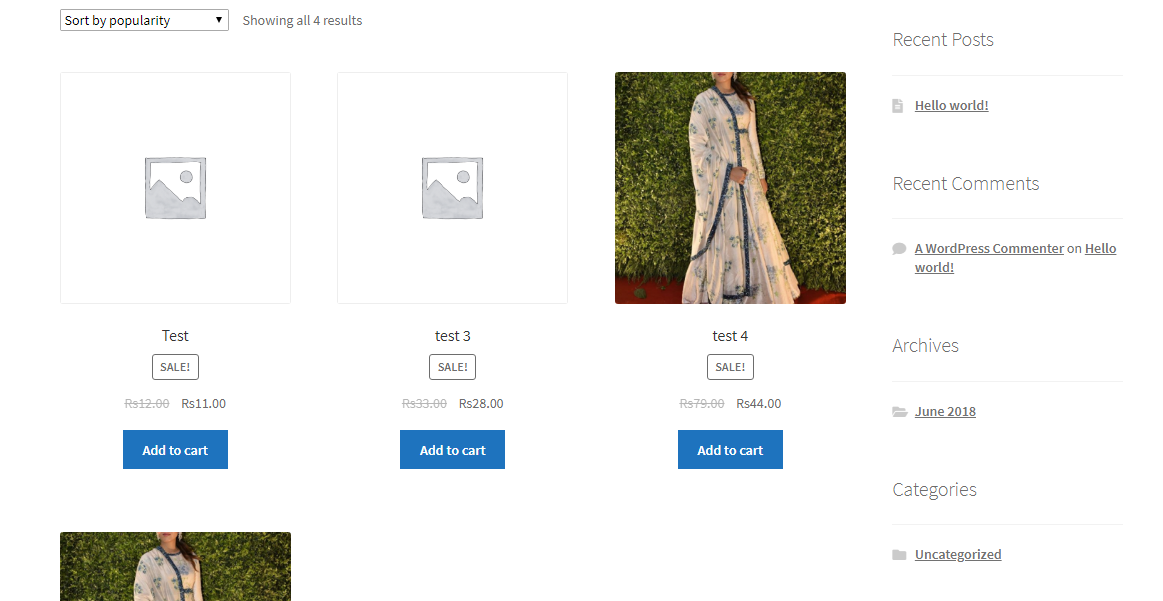 Sort by popularity
Showing all 4 results
Test
SALE!
Rs12.00 Rs11.00
Add to cart
test 3
SALE!
Rs33.00 Rs28.00
Add to cart
test 4
SALE!
Rs79.00 Rs44.00
Add to cart
Recent Posts
Hello world!
Recent Comments
A WordPress Commenter on Hello
world!
Archives
June 2018
Categories
Uncategorized